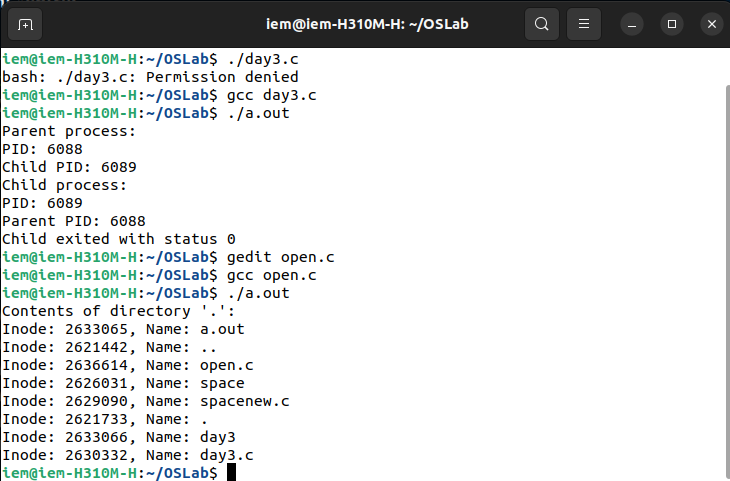 iem@iem-H310M-H: ~/OSLab
iem@iem-H310M-H:~/OSLab$ ./day3.c
bash: ./day3.c: Permission denied
iem@iem-H310M-H:~/OSLab$ gcc day3.c
iem@iem-H310M-H:~/OSLab$ ./a.out
Parent process:
PID: 6088
Child PID: 6089
Child process:
PID: 6089
Parent PID: 6088
Child exited with status 0
iem@iem-H310M-H:~/OSLab$ gedit open.c
iem@iem-H310M-H:~/OSLab$ gcc open.c
iem@iem-H310M-H:~/OSLab$ ./a.out
Contents of directory '.':
Inode: 2633065, Name: a.out
Inode: 2621442, Name: ..
Inode: 2636614, Name: open.c
Inode: 2626031, Name: space
Inode: 2629090, Name: spacenew.c
Inode: 2621733, Name: .
Inode: 2633066, Name: day3
Inode: 2630332, Name: day3.c
iem@iem-H310M-H:~/OSLab$